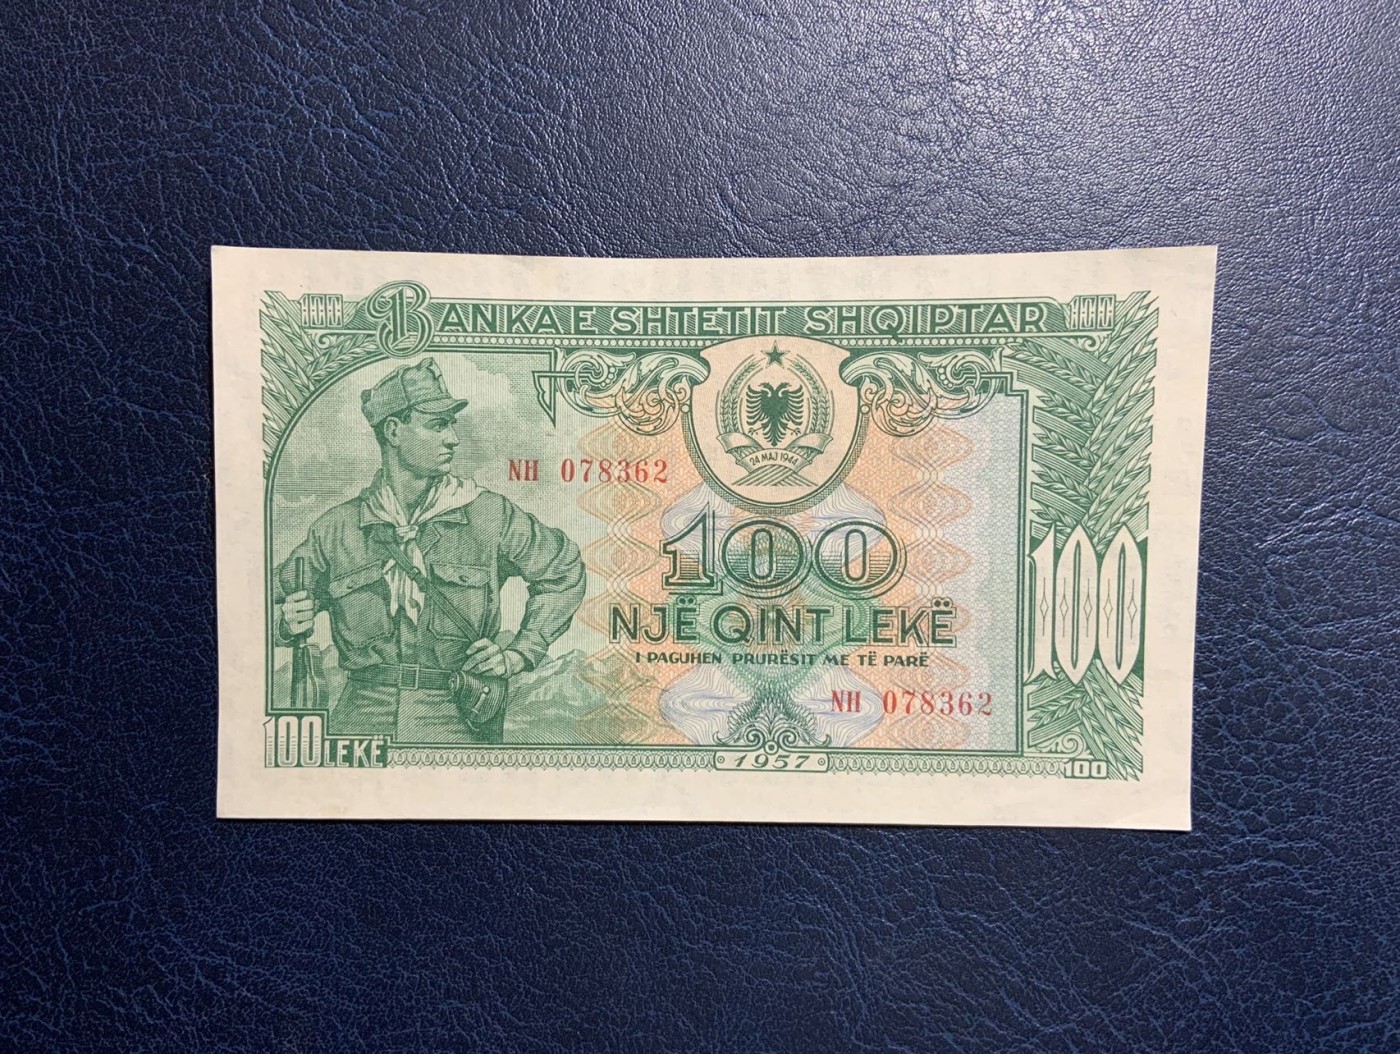 100 BANKA E SHTETIT SHQIPTAR 100
24 MAJ 1944
NH 078362
100
NJË QINT LEKË
I PAGUHEN PRURËSIT ME TË PARË
100
NH 078362
100 LEKË
1957
100